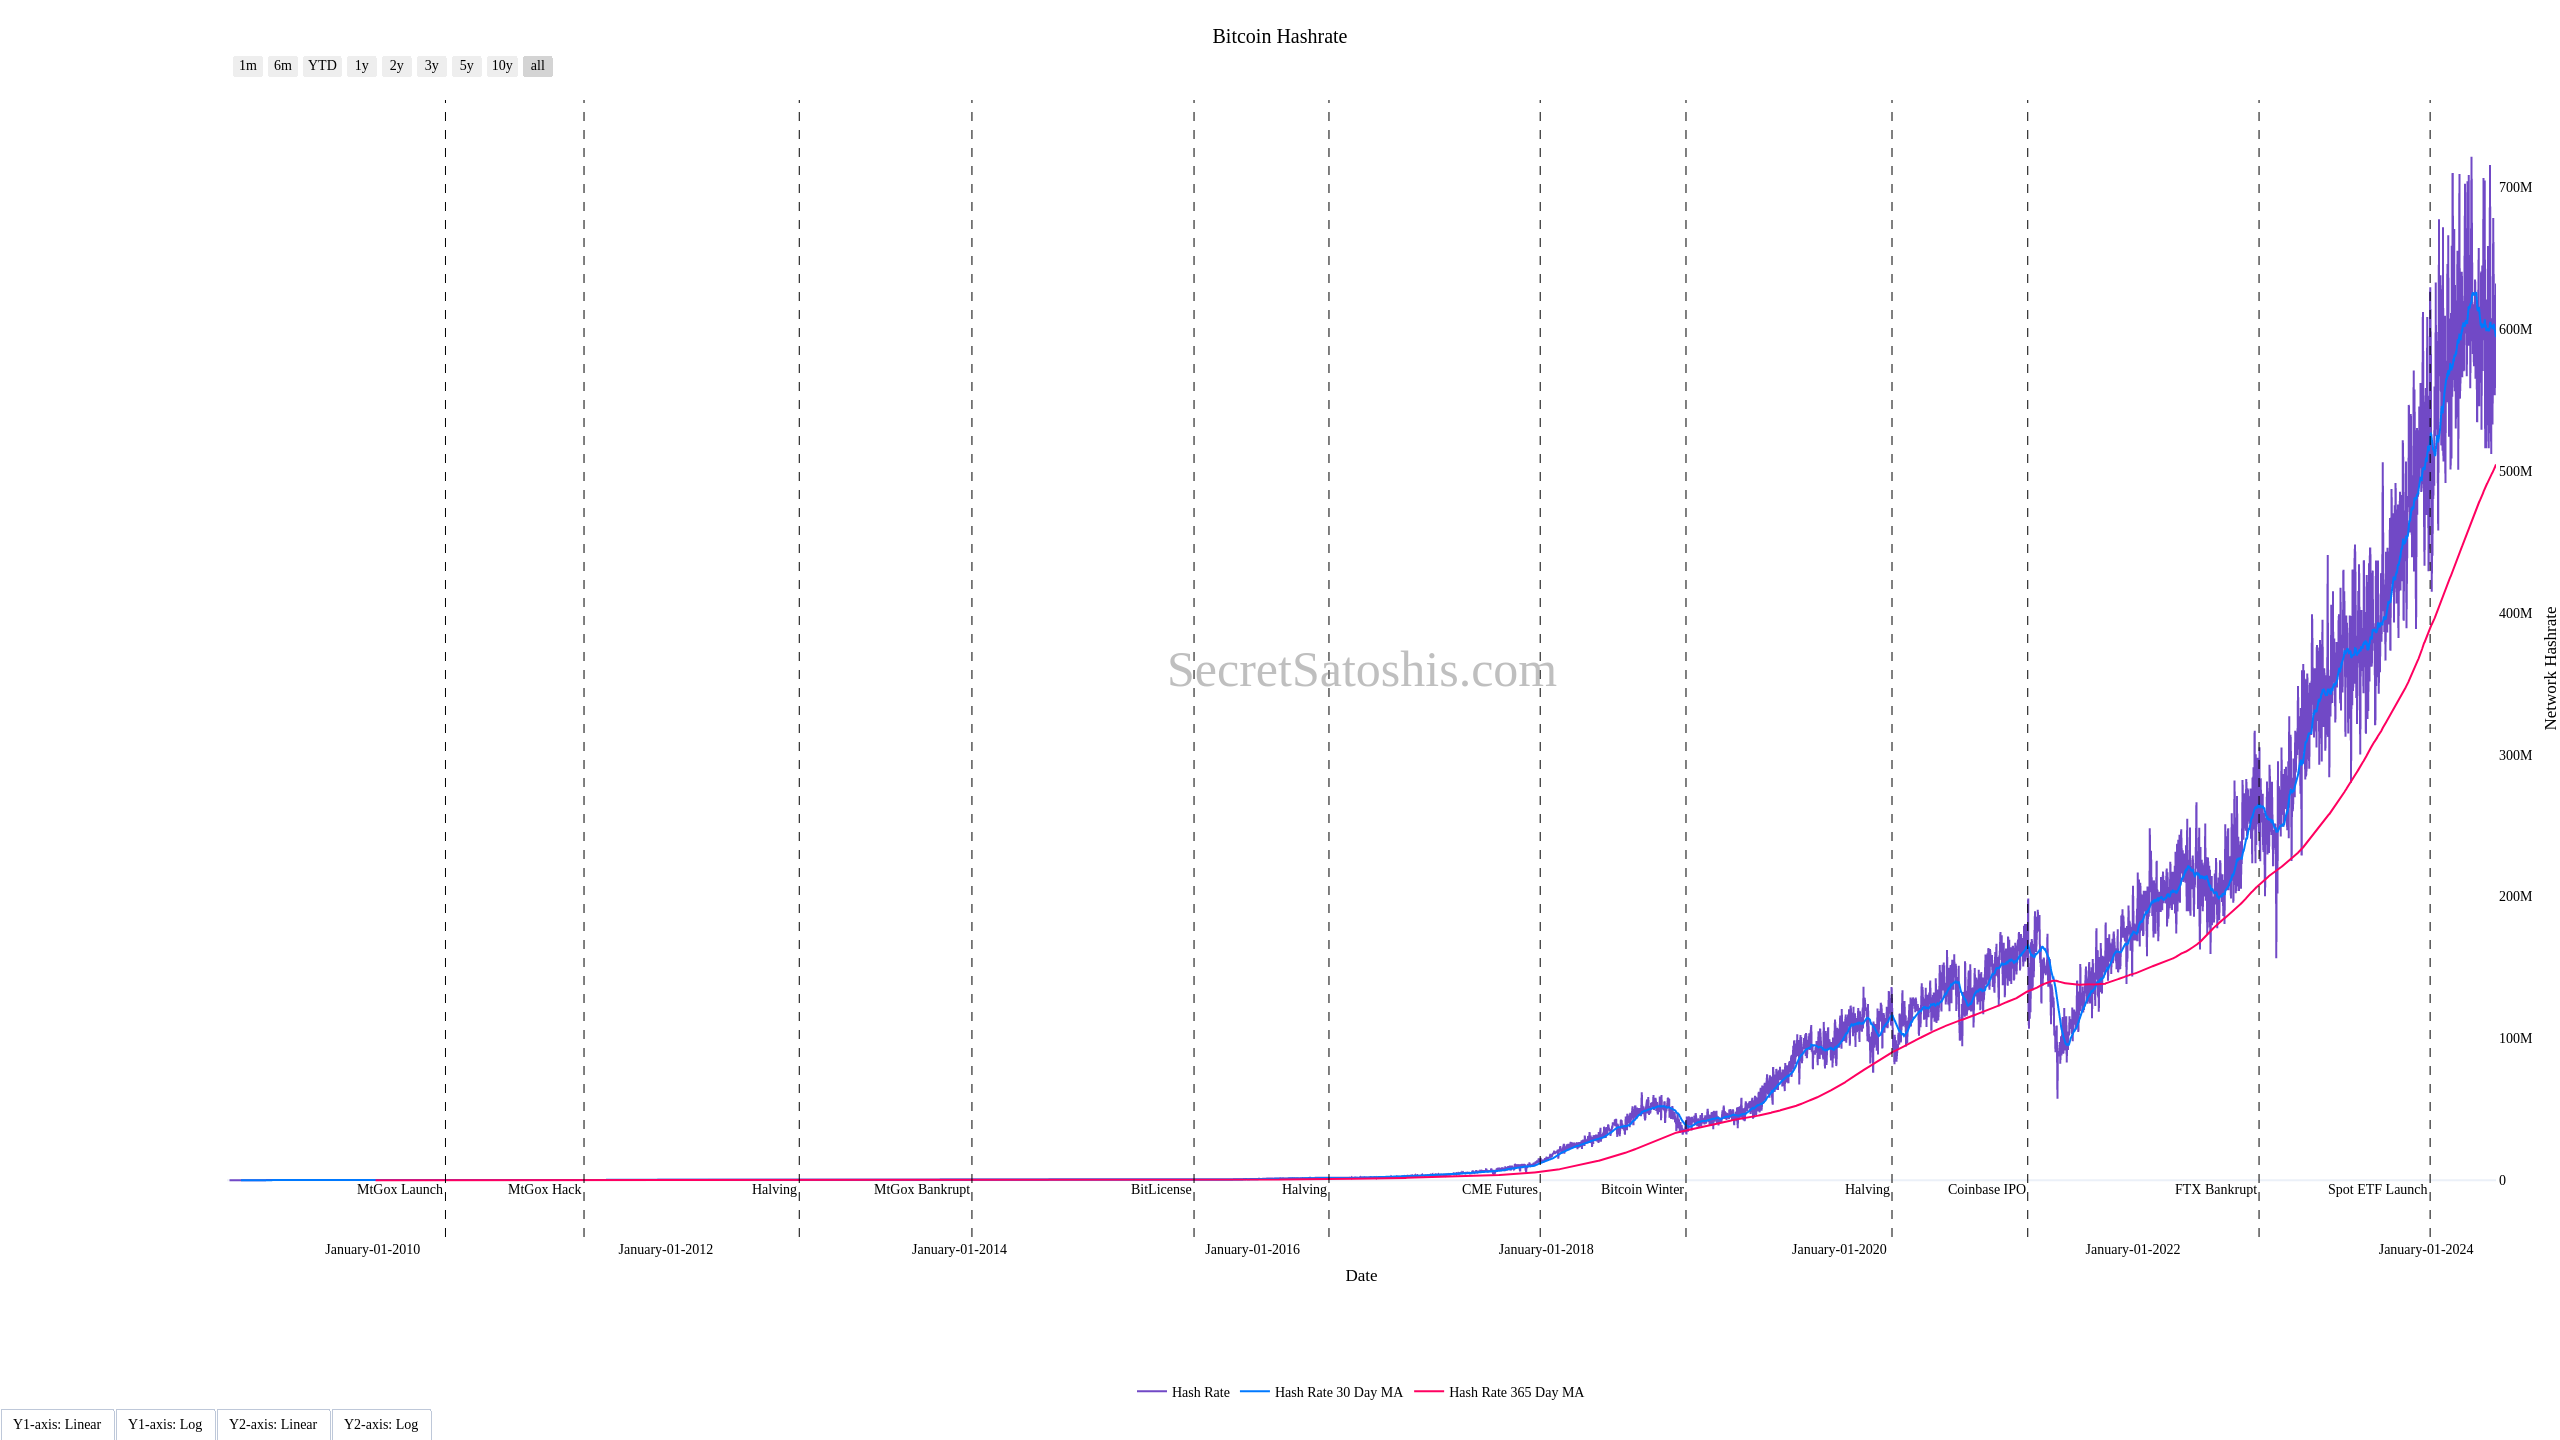 Bitcoin Hashrate
1m 6m YTD 1y 2y 3y 5y 10y all
700M
600M
500M
400M
Network Hashrate
SecretSatoshis.com
300M
200M
100M
0
MtGox Launch MtGox Hack Halving MtGox Bankrupt BitLicense Halving CME Futures Bitcoin Winter Halving Coinbase IPO FTX Bankrupt Spot ETF Launch
January-01-2010 January-01-2012 January-01-2014 January-01-2016 January-01-2018 January-01-2020 January-01-2022 January-01-2024
Date
Hash Rate Hash Rate 30 Day MA Hash Rate 365 Day MA
Y1-axis: Linear Y1-axis: Log Y2-axis: Linear Y2-axis: Log